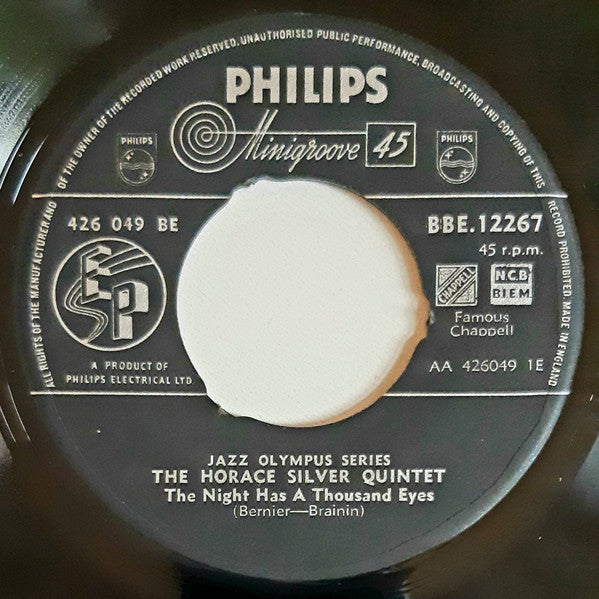 ALL RIGHTS OF THE MANUFACTURER AND OF THE OWNER OF THE RECORDED WORK RESERVED. UNAUTHORISED PUBLIC PERFORMANCE, BROADCASTING AND COPYING OF THIS RECORD PROHIBITED. MADE IN ENGLAND
PHILIPS
Minigroove 45
PHILIPS
PHILIPS
426 049 BE
BBE.12267
45 r.p.m.
EP
CHAPPELL
N.C.B
BIEM
Famous
Chappell
A PRODUCT OF
PHILIPS ELECTRICAL LTD
AA 426049 1E
JAZZ OLYMPUS SERIES
THE HORACE SILVER QUINTET
The Night Has A Thousand Eyes
(Bernier—Brainin)